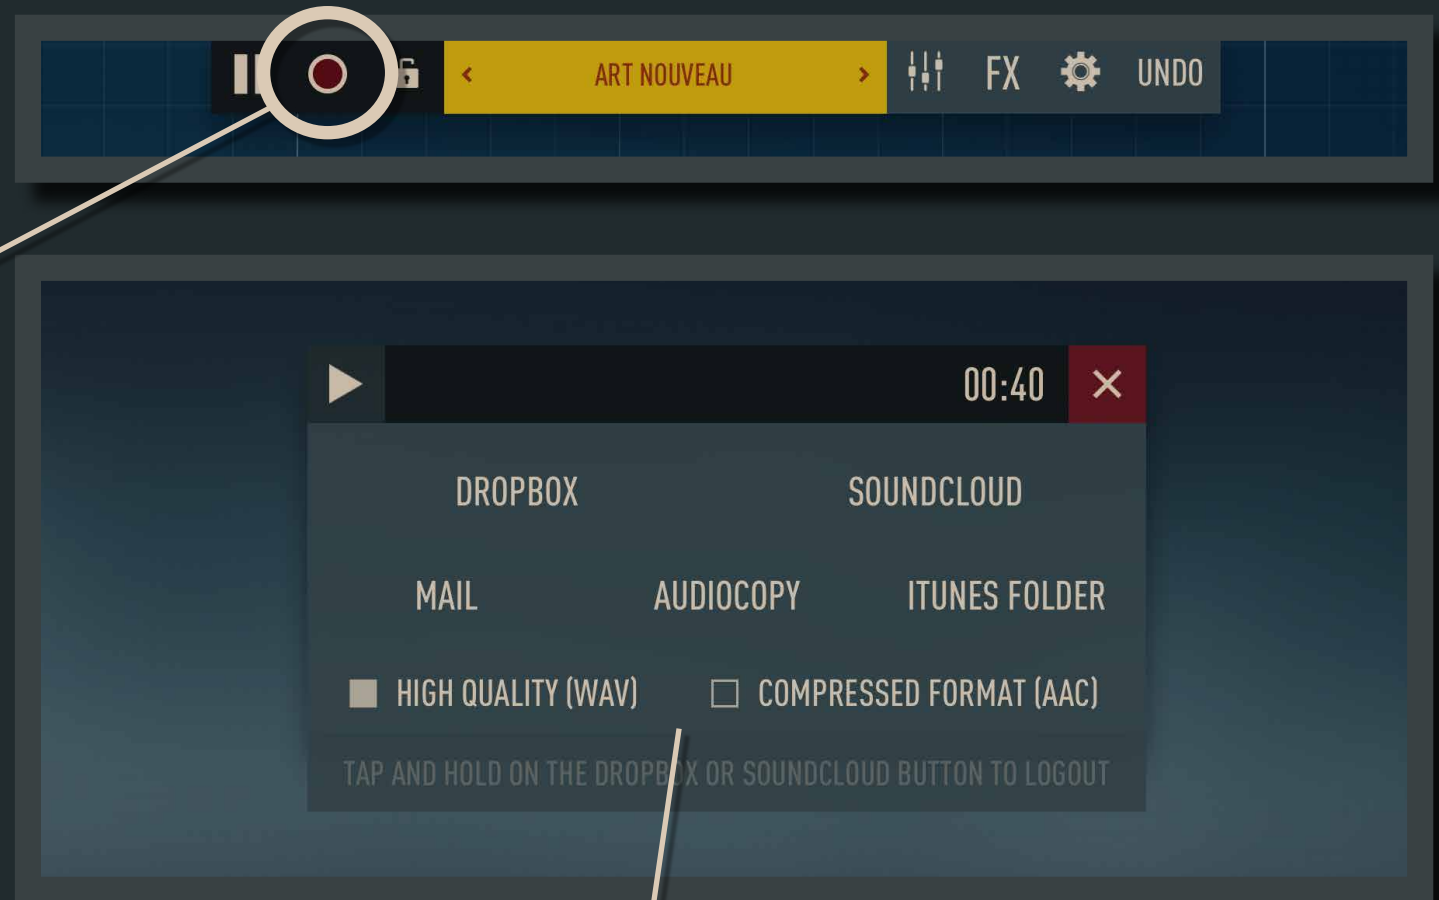 ART NOUVEAU FX UNDO
00:40
DROPBOX SOUNDCLOUD
MAIL AUDIOCOPY ITUNES FOLDER
HIGH QUALITY (WAV) COMPRESSED FORMAT (AAC)
TAP AND HOLD ON THE DROPBOX OR SOUNDCLOUD BUTTON TO LOGOUT